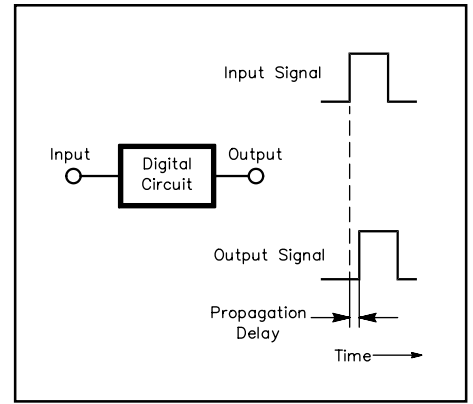 Input Signal
Input
Digital
Circuit
Output
Output Signal
Propagation
Delay
Time